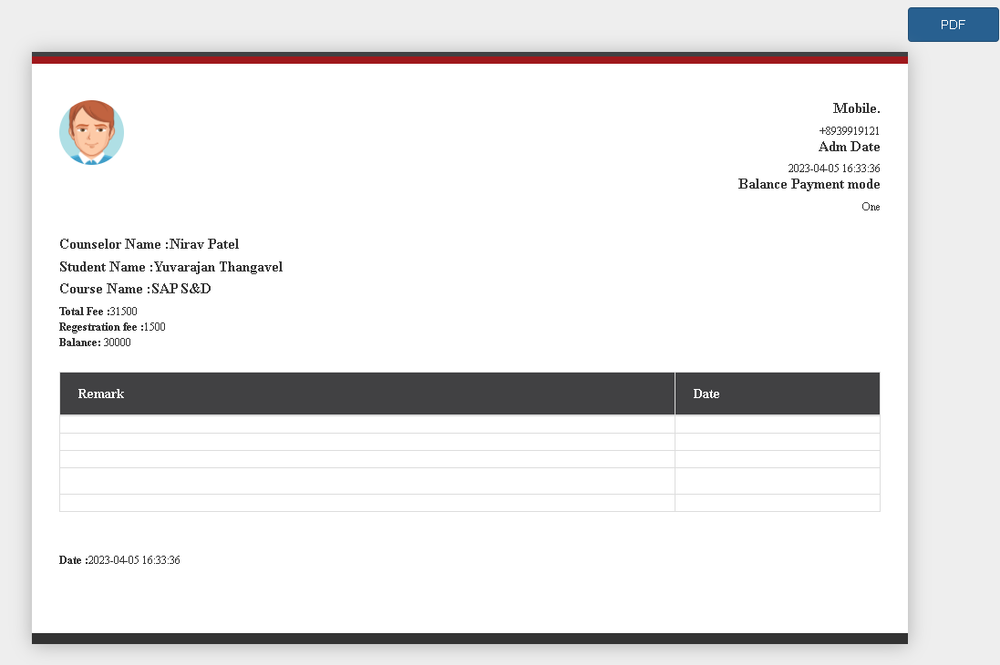 PDF
Mobile.
+8939919121
Adm Date
2023-04-05 16:33:36
Balance Payment mode
One
Counselor Name :Nirav Patel
Student Name :Yuvarajan Thangavel
Course Name :SAP S&D
Total Fee :31500
Regestration fee :1500
Balance: 30000
Remark Date
Date :2023-04-05 16:33:36